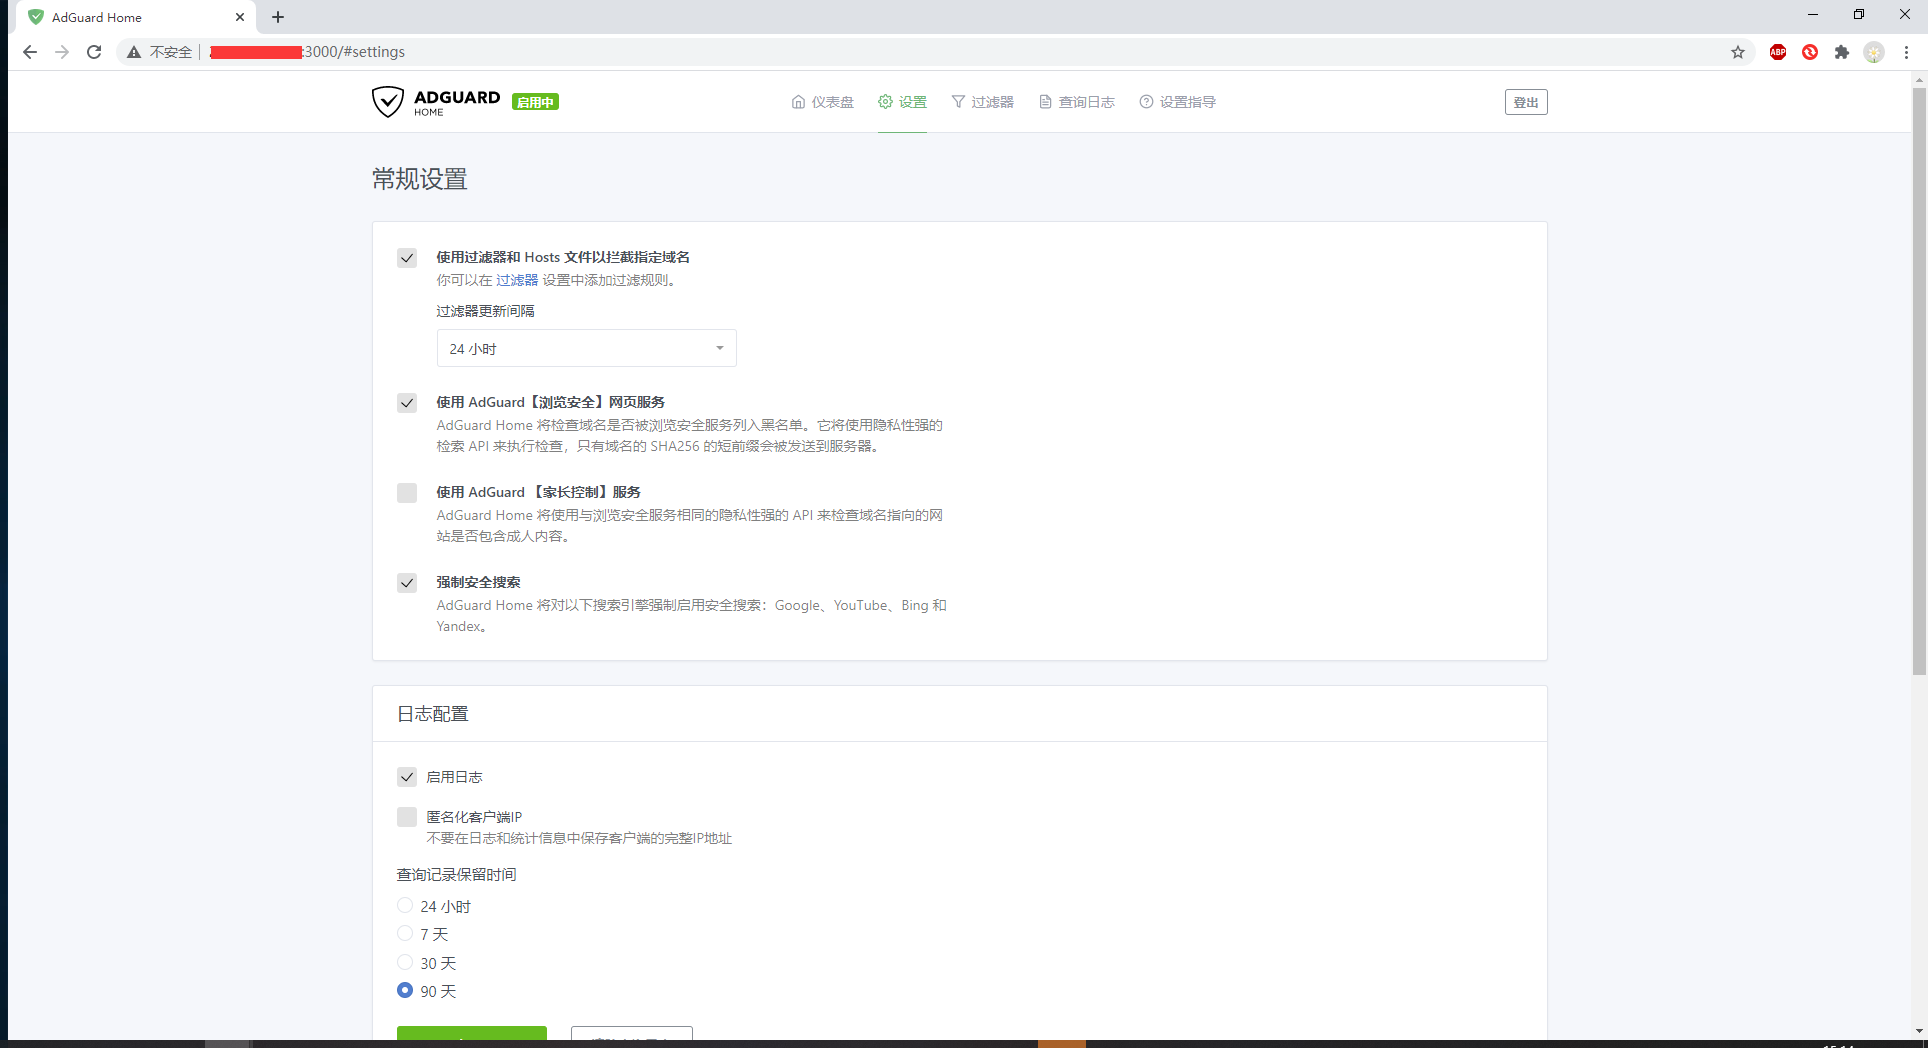 AdGuard Home
不安全
:3000/#settings
ABP
ADGUARD
HOME
启用中
仪表盘
设置
过滤器
查询日志
设置指导
登出
常规设置
使用过滤器和 Hosts 文件以拦截指定域名
你可以在 过滤器 设置中添加过滤规则。
过滤器更新间隔
24 小时
使用 AdGuard【浏览安全】网页服务
AdGuard Home 将检查域名是否被浏览安全服务列入黑名单。它将使用隐私性强的
检索 API 来执行检查，只有域名的 SHA256 的短前缀会被发送到服务器。
使用 AdGuard 【家长控制】服务
AdGuard Home 将使用与浏览安全服务相同的隐私性强的 API 来检查域名指向的网
站是否包含成人内容。
强制安全搜索
AdGuard Home 将对以下搜索引擎强制启用安全搜索：Google、YouTube、Bing 和
Yandex。
日志配置
启用日志
匿名化客户端IP
不要在日志和统计信息中保存客户端的完整IP地址
查询记录保留时间
24 小时
7 天
30 天
90 天